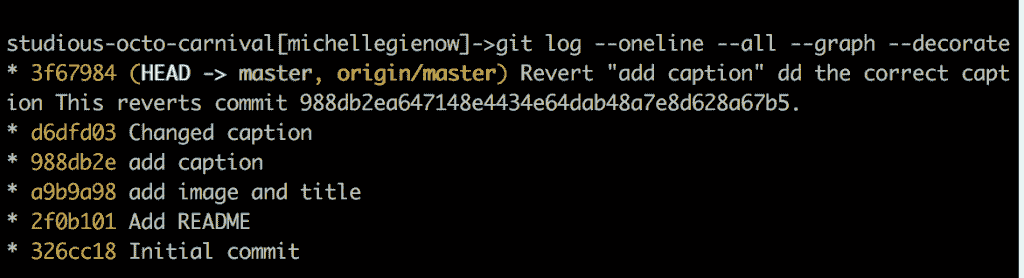 studious-octo-carnival[michellegienow]->git log --oneline --all --graph --decorate
* 3f67984 (HEAD -> master, origin/master) Revert "add caption" dd the correct capt
ion This reverts commit 988db2ea647148e4434e64dab48a7e8d628a67b5.
* d6dfd03 Changed caption
* 988db2e add caption
* a9b9a98 add image and title
* 2f0b101 Add README
* 326cc18 Initial commit